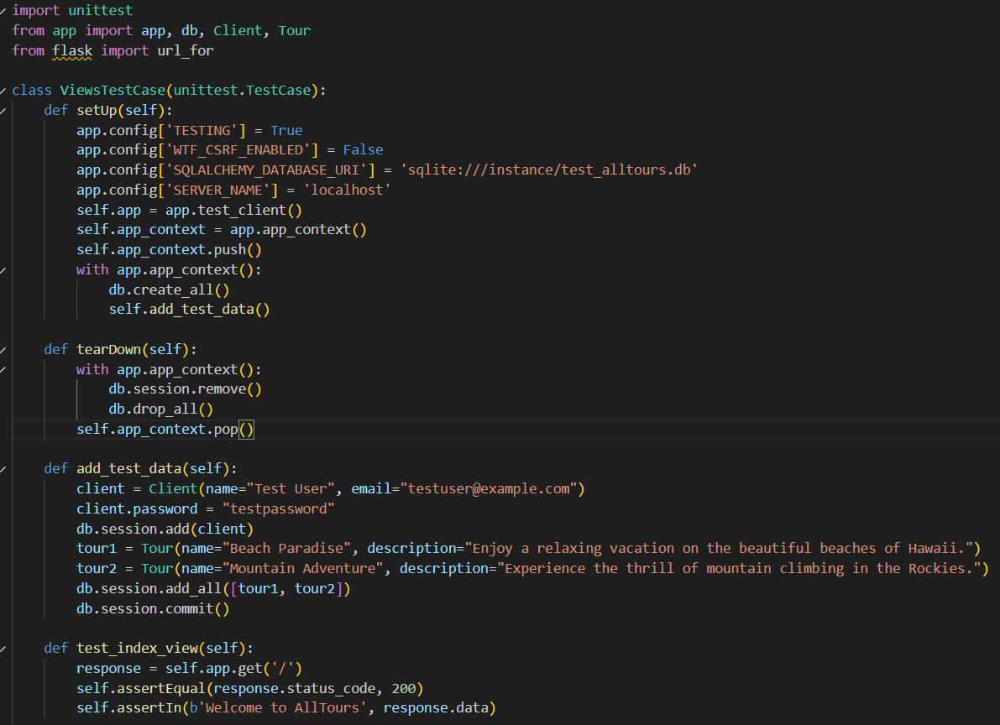 import unittest
from app import app, db, Client, Tour
from flask import url_for

class ViewsTestCase(unittest.TestCase):
    def setUp(self):
        app.config['TESTING'] = True
        app.config['WTF_CSRF_ENABLED'] = False
        app.config['SQLALCHEMY_DATABASE_URI'] = 'sqlite:///instance/test_alltours.db'
        app.config['SERVER_NAME'] = 'localhost'
        self.app = app.test_client()
        self.app_context = app.app_context()
        self.app_context.push()
        with app.app_context():
            db.create_all()
            self.add_test_data()

    def tearDown(self):
        with app.app_context():
            db.session.remove()
            db.drop_all()
        self.app_context.pop()

    def add_test_data(self):
        client = Client(name="Test User", email="testuser@example.com")
        client.password = "testpassword"
        db.session.add(client)
        tour1 = Tour(name="Beach Paradise", description="Enjoy a relaxing vacation on the beautiful beaches of Hawaii.")
        tour2 = Tour(name="Mountain Adventure", description="Experience the thrill of mountain climbing in the Rockies.")
        db.session.add_all([tour1, tour2])
        db.session.commit()

    def test_index_view(self):
        response = self.app.get('/')
        self.assertEqual(response.status_code, 200)
        self.assertIn(b'Welcome to AllTours', response.data)